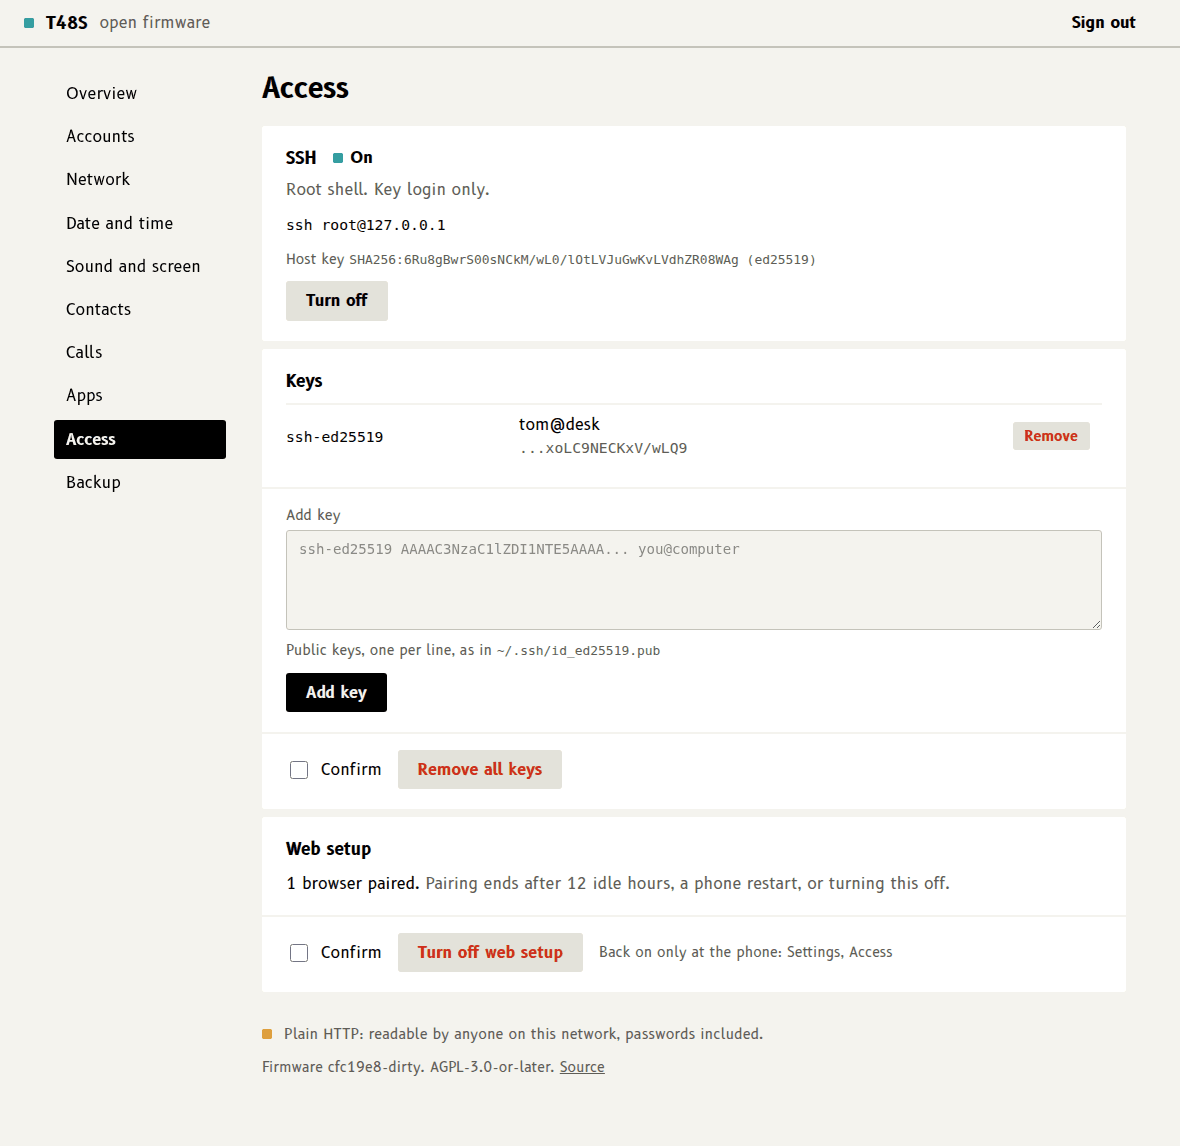 T48S open firmware
Sign out
Overview
Accounts
Network
Date and time
Sound and screen
Contacts
Calls
Apps
Access
Backup
Access
SSH On
Root shell. Key login only.
ssh root@127.0.0.1
Host key SHA256:6Ru8gBwrS00sNCkM/wL0/lOtLVJuGwKvLVdhZR08WAg (ed25519)
Turn off
Keys
ssh-ed25519
tom@desk
...xoLC9NECKxV/wLQ9
Remove
Add key
ssh-ed25519 AAAAC3NzaC1lZDI1NTE5AAAA... you@computer
Public keys, one per line, as in ~/.ssh/id_ed25519.pub
Add key
Confirm Remove all keys
Web setup
1 browser paired. Pairing ends after 12 idle hours, a phone restart, or turning this off.
Confirm Turn off web setup Back on only at the phone: Settings, Access
Plain HTTP: readable by anyone on this network, passwords included.
Firmware cfc19e8-dirty. AGPL-3.0-or-later. Source